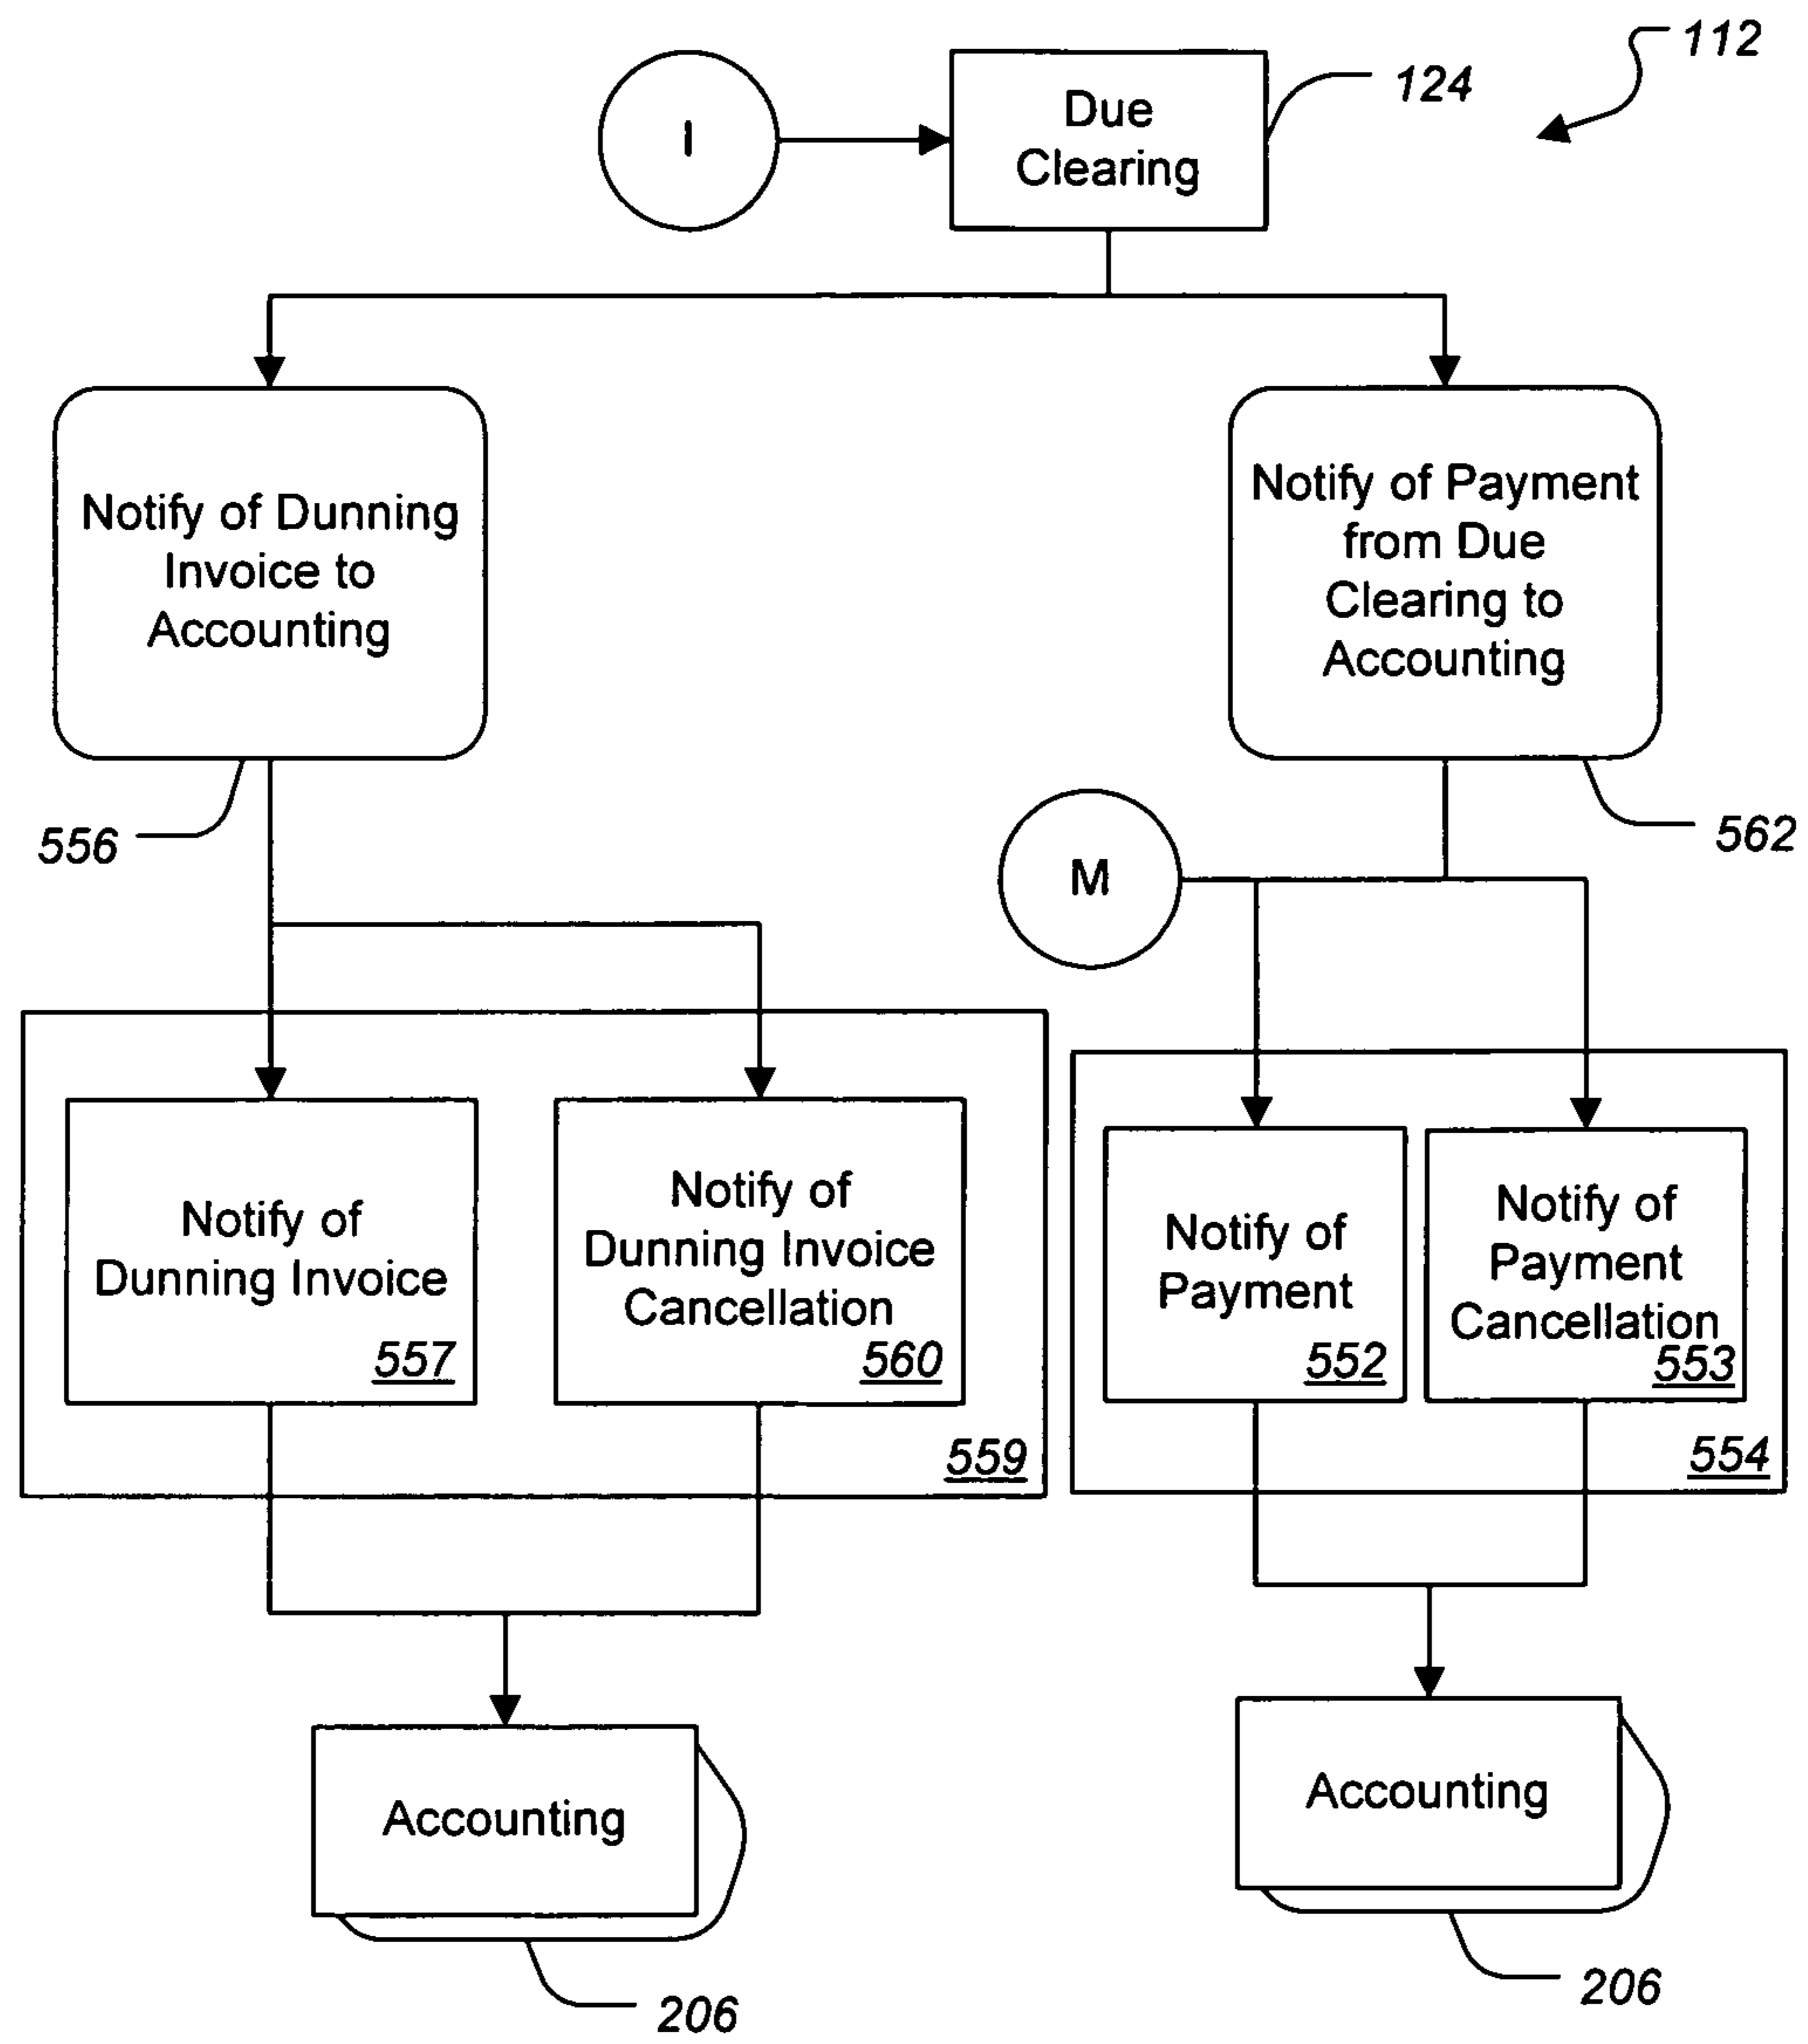 112
I
Due
Clearing
124
Notify of Dunning
Invoice to
Accounting
556
Notify of Payment
from Due
Clearing to
Accounting
562
M
Notify of
Dunning Invoice
557
Notify of
Dunning Invoice
Cancellation
560
559
Notify of
Payment
552
Notify of
Payment
Cancellation
553
554
Accounting
206
Accounting
206